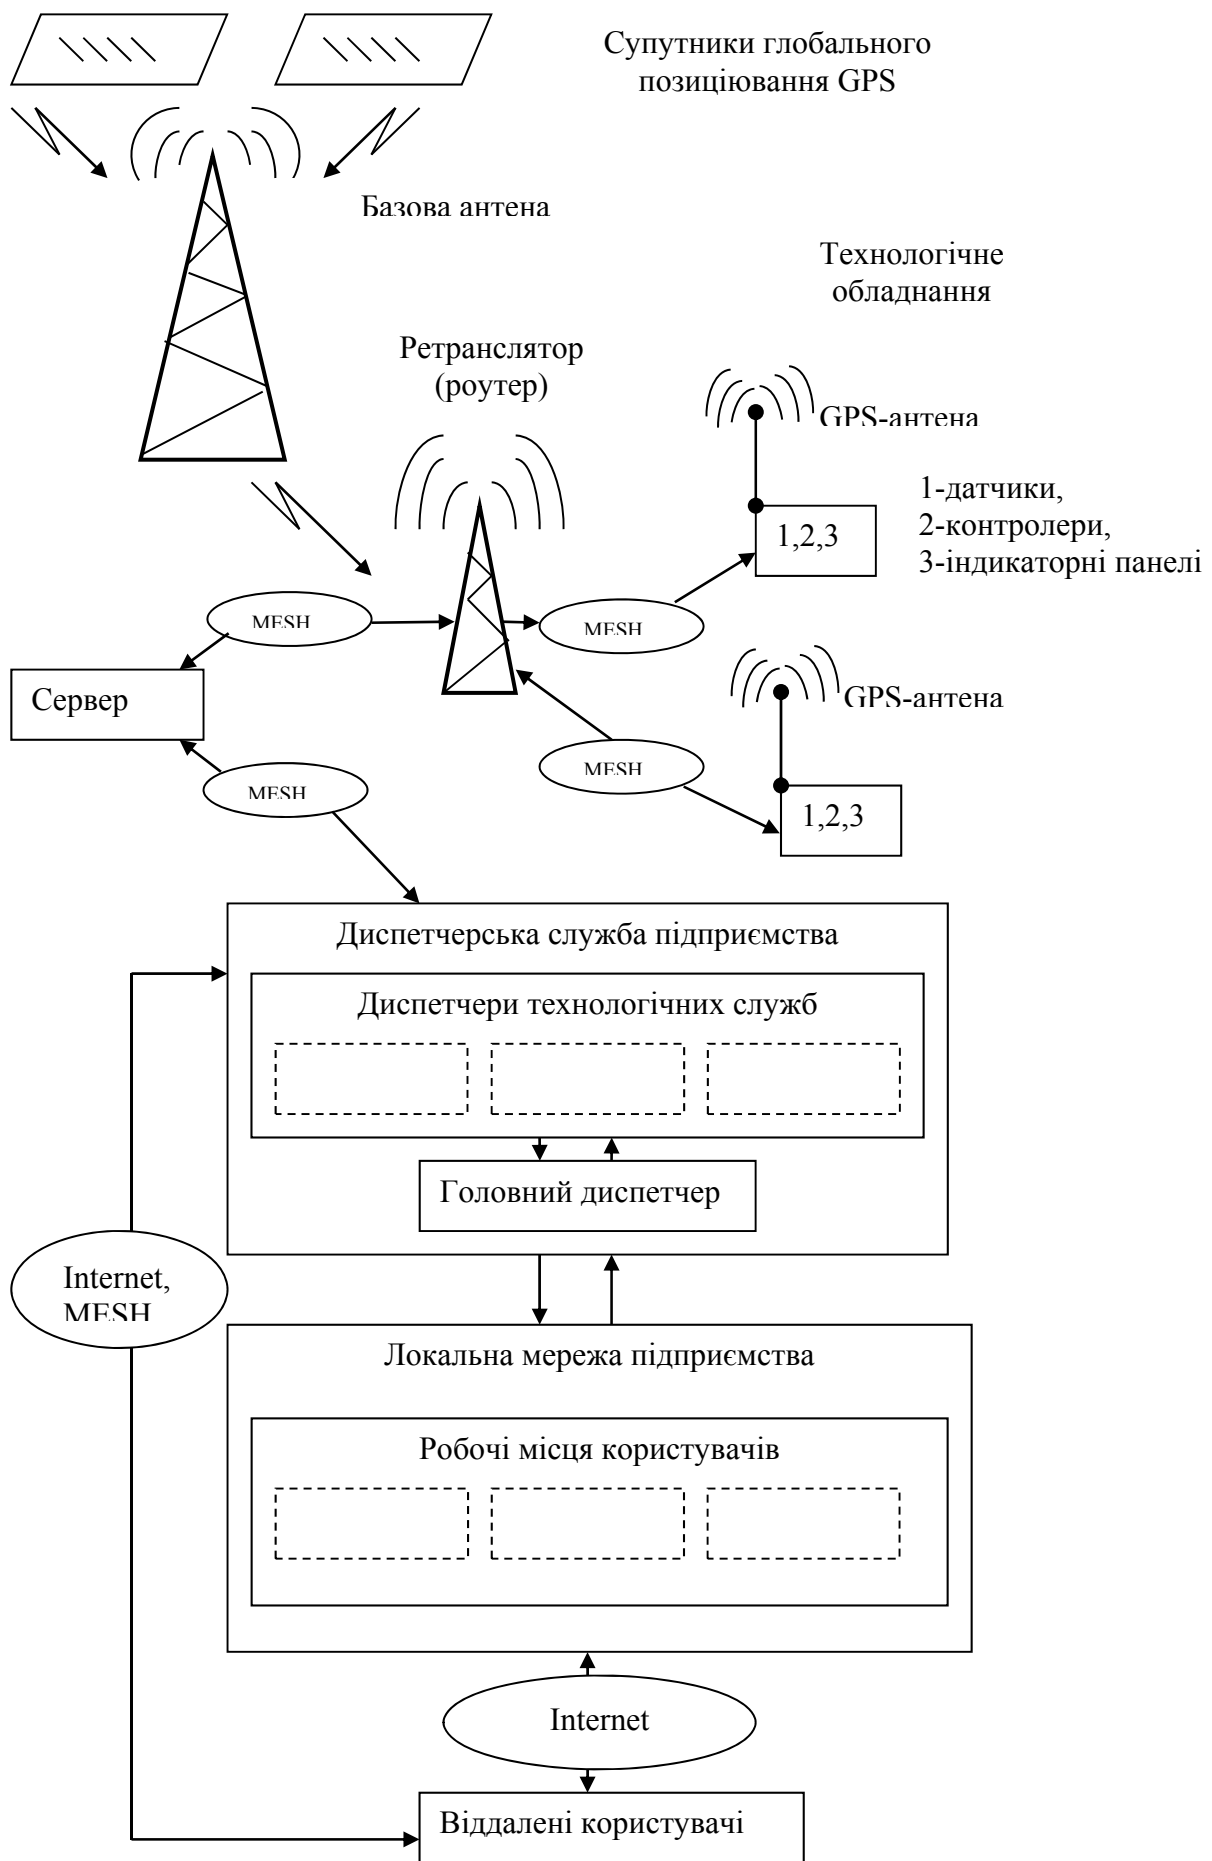 Супутники глобального
позиціювання GPS
Базова антена
Технологічне
обладнання
Ретранслятор
(роутер)
GPS-антена
1-датчики,
2-контролери,
3-індикаторні панелі
1,2,3
MESH
MESH
Сервер
GPS-антена
MESH
MESH
1,2,3
Диспетчерська служба підприємства
Диспетчери технологічних служб
Головний диспетчер
Internet,
MESH
Локальна мережа підприємства
Робочі місця користувачів
Internet
Віддалені користувачі